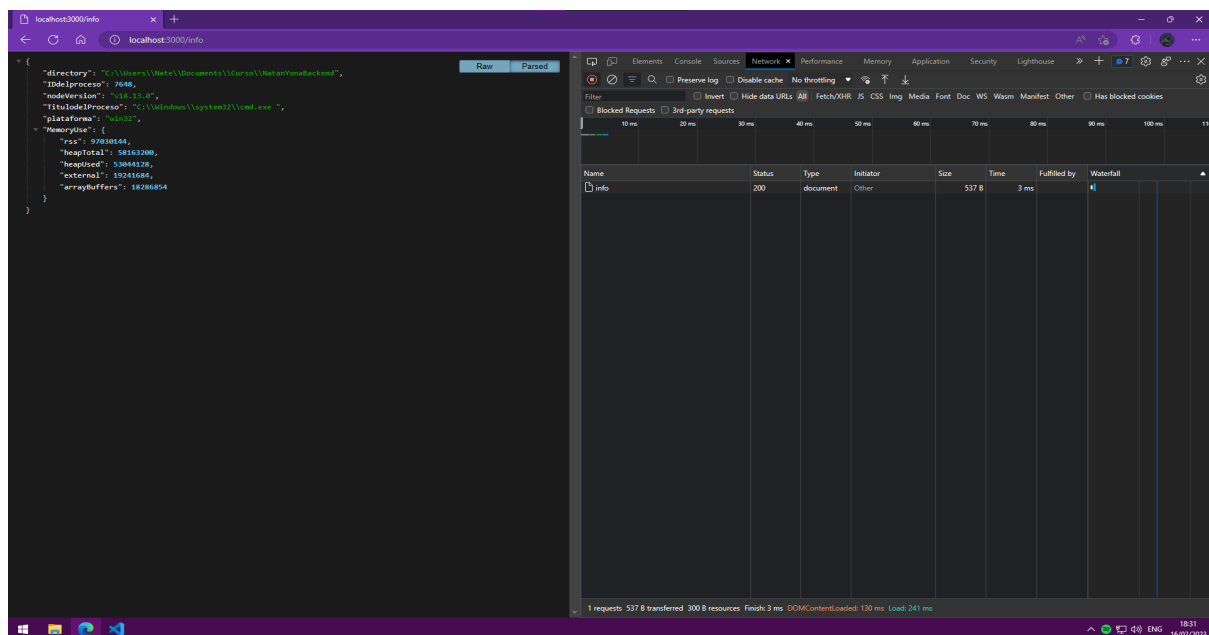 localhost:3000/info
localhost:3000/info
Raw Parsed
{
"directory": "C:\\Users\\Nate\\Documents\\Curso\\NatanYonaBackend",
"IDdelproceso": 7648,
"nodeVersion": "v18.13.0",
"TitulodelProceso": "C:\\Windows\\system32\\cmd.exe ",
"plataforma": "win32",
"MemoryUse": {
"rss": 97030144,
"heapTotal": 58163200,
"heapUsed": 53044128,
"external": 19241684,
"arrayBuffers": 18286854
}
}
Elements Console Sources Network Performance Memory Application Security Lighthouse 7
Preserve log Disable cache No throttling
Filter Invert Hide data URLs All Fetch/XHR JS CSS Img Media Font Doc WS Wasm Manifest Other Has blocked cookies
Blocked Requests 3rd-party requests
10 ms 20 ms 30 ms 40 ms 50 ms 60 ms 70 ms 80 ms 90 ms 100 ms 11
Name Status Type Initiator Size Time Fulfilled by Waterfall
info 200 document Other 537 B 3 ms
1 requests 537 B transferred 300 B resources Finish: 3 ms DOMContentLoaded: 130 ms Load: 241 ms
ENG 18:31